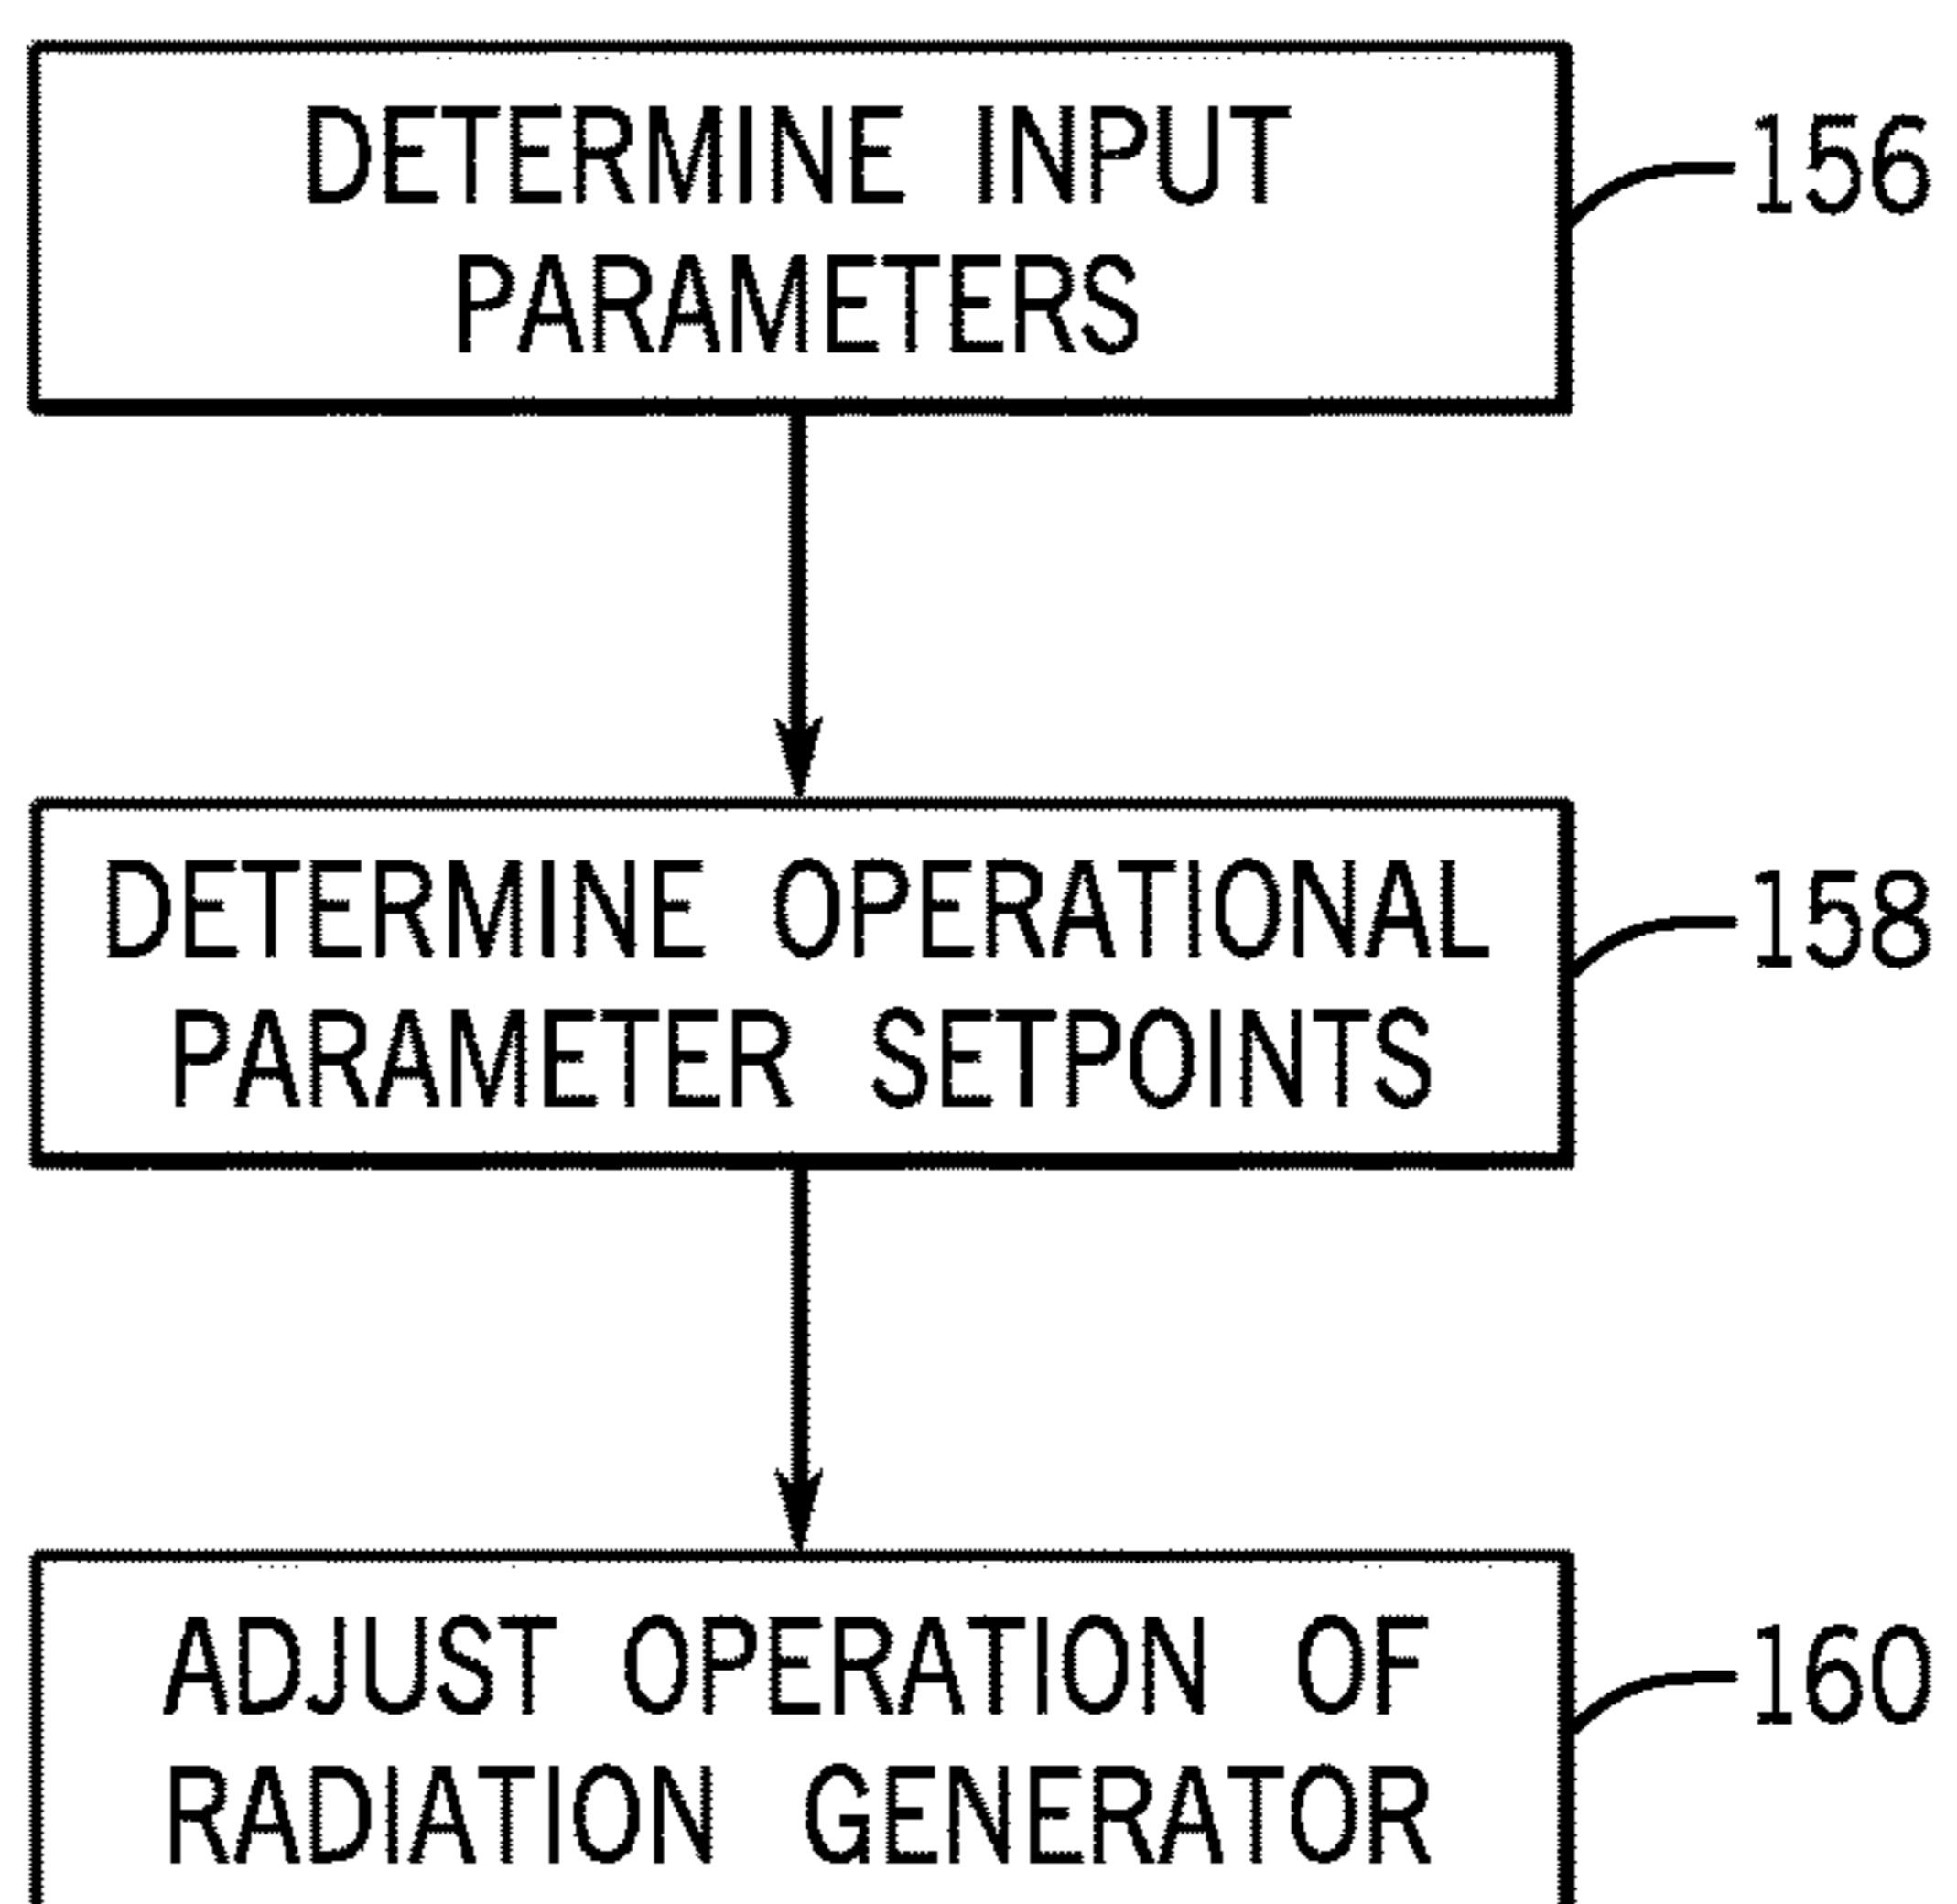 DETERMINE INPUT
PARAMETERS
156
DETERMINE OPERATIONAL
PARAMETER SETPOINTS
158
ADJUST OPERATION OF
RADIATION GENERATOR
160